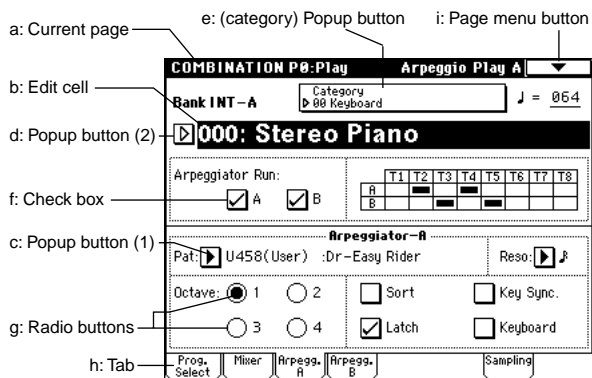 e: (category) Popup button
i: Page menu button
a: Current page
COMBINATION P0:Play Arpeggio Play A
b: Edit cell
Bank INT-A
Category
00 Keyboard
♩ = 064
d: Popup button (2)
000: Stereo Piano
Arpeggiator Run:
T1 T2 T3 T4 T5 T6 T7 T8
A
B
f: Check box
A B
Arpeggiator-A
c: Popup button (1)
Pat: U458(User) :Dr-Easy Rider Reso: ♪
Octave: 1 2 Sort Key Sync.
g: Radio buttons
3 4 Latch Keyboard
h: Tab
Prog. Select Mixer Arpegg. A Arpegg. B Sampling